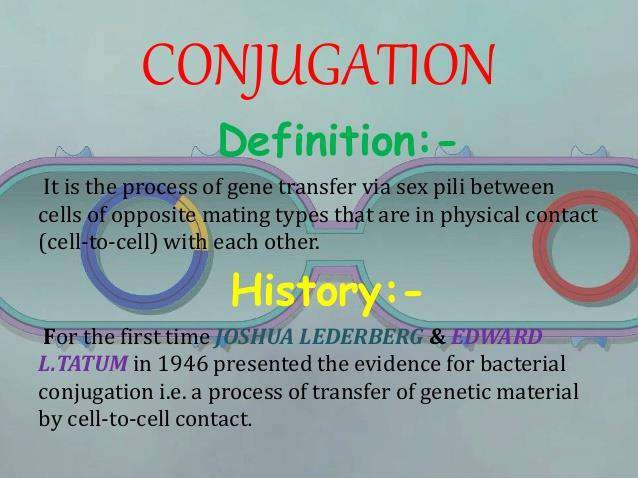 CONJUGATION
Definition:-
It is the process of gene transfer via sex pili between
cells of opposite mating types that are in physical contact
(cell-to-cell) with each other.
History:-
For the first time JOSHUA LEDERBERG & EDWARD
L.TATUM in 1946 presented the evidence for bacterial
conjugation i.e. a process of transfer of genetic material
by cell-to-cell contact.